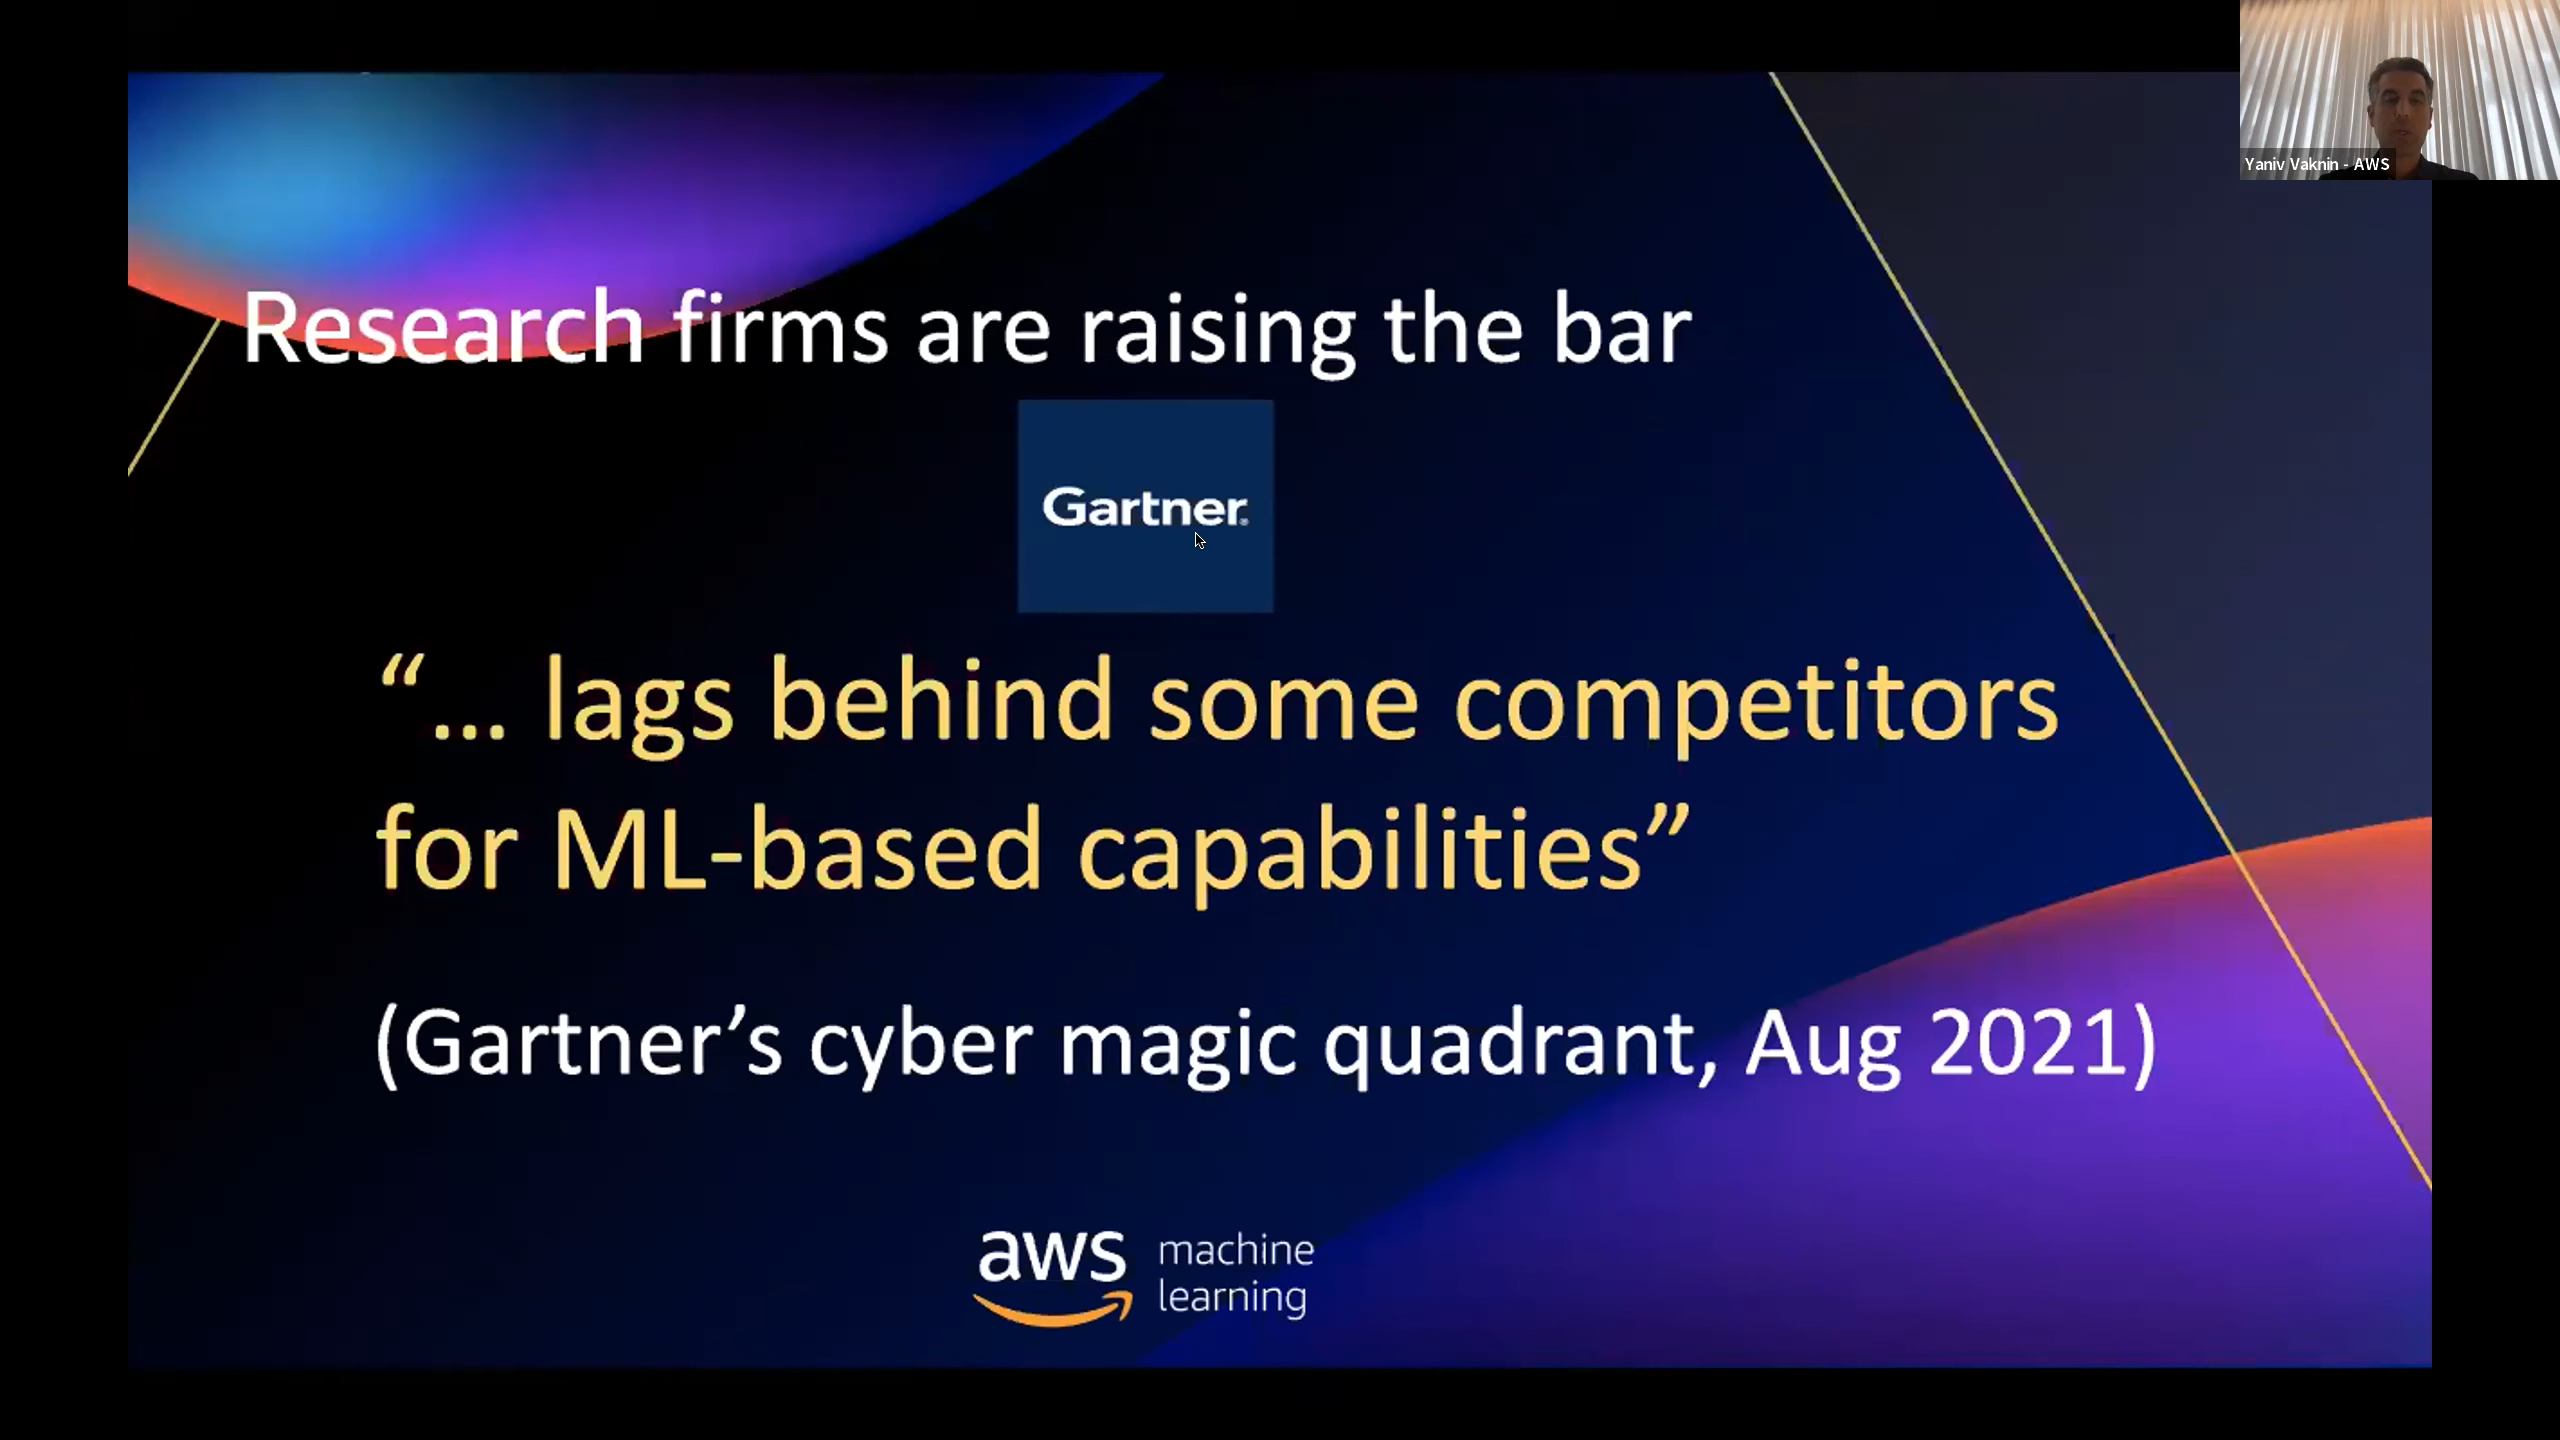 Yaniv Vaknin - AWS
Research firms are raising the bar
Gartner®
“... lags behind some competitors
for ML-based capabilities”
(Gartner’s cyber magic quadrant, Aug 2021)
aws machine
learning